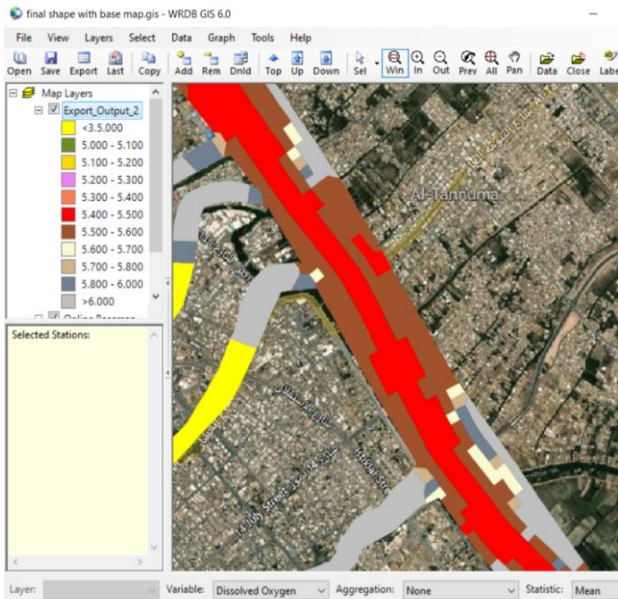 final shape with base map.gis - WRDB GIS 6.0
File View Layers Select Data Graph Tools Help
Open Save Export Last Copy Add Rem Dnld Top Up Down Sel Win In Out Prev All Pan Data Close Labe
Map Layers
Export_Output_2
<3.5.000
5.000 - 5.100
5.100 - 5.200
5.200 - 5.300
5.300 - 5.400
5.400 - 5.500
5.500 - 5.600
5.600 - 5.700
5.700 - 5.800
5.800 - 6.000
>6.000
Selected Stations:
Al-Tannuma
Street
Layer: Variable: Dissolved Oxygen Aggregation: None Statistic: Mean